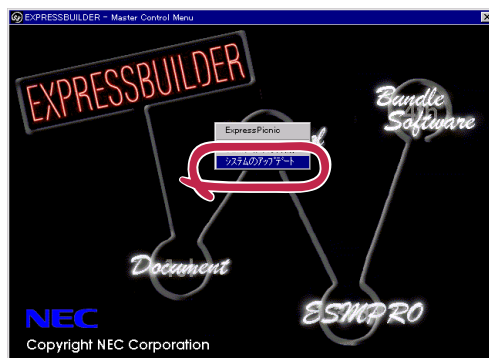 EXPRESSBUILDER - Master Control Menu
EXPRESSBUILDER
Bundle
Software
ExpressPicnic
システムのアップデート
Document
ESMPRO
NEC
Copyright NEC Corporation